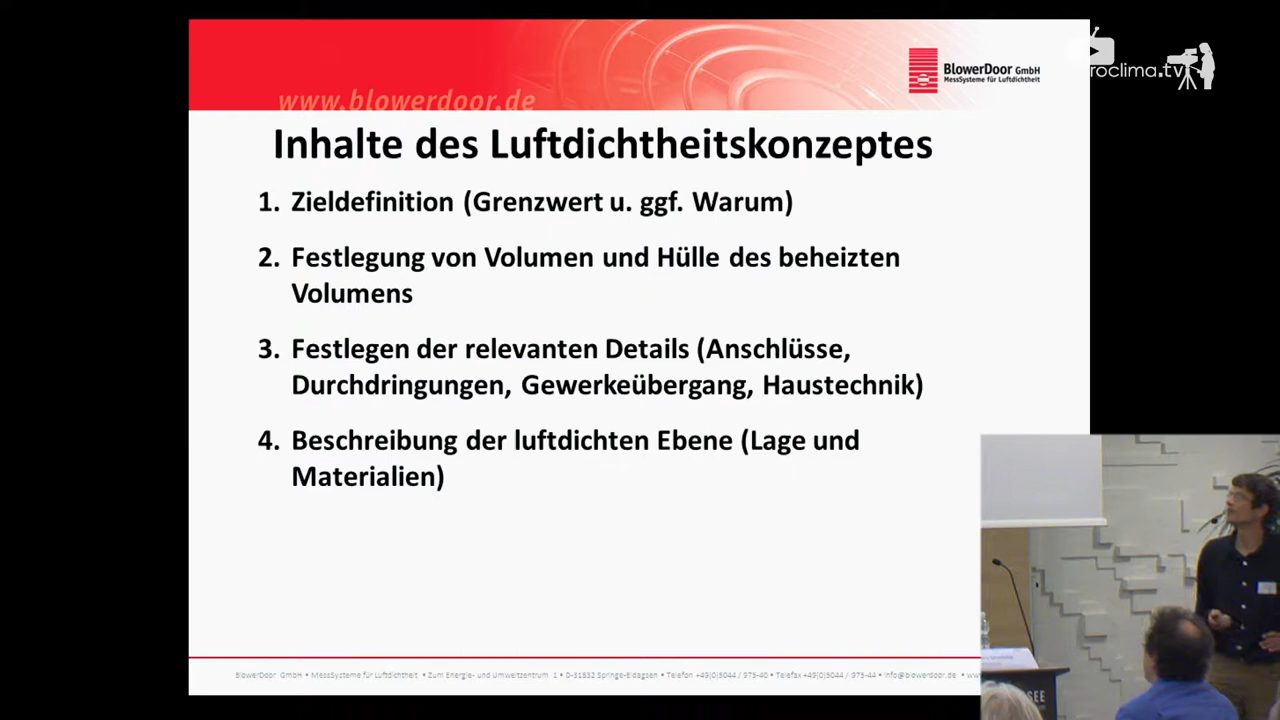 BlowerDoor GmbH
MessSysteme für Luftdichtheit
roclima.tv
www.blowerdoor.de
Inhalte des Luftdichtheitskonzeptes
1. Zieldefinition (Grenzwert u. ggf. Warum)
2. Festlegung von Volumen und Hülle des beheizten
Volumens
3. Festlegen der relevanten Details (Anschlüsse,
Durchdringungen, Gewerkeübergang, Haustechnik)
4. Beschreibung der luftdichten Ebene (Lage und
Materialien)
BlowerDoor GmbH • MessSysteme für Luftdichtheit • Zum Energie- und Umweltzentrum 1 • D-31832 Springe-Eldagsen • Telefon +49(0)5044 / 975-40 • Telefax +49(0)5044 / 975-44 • info@blowerdoor.de •
SEE